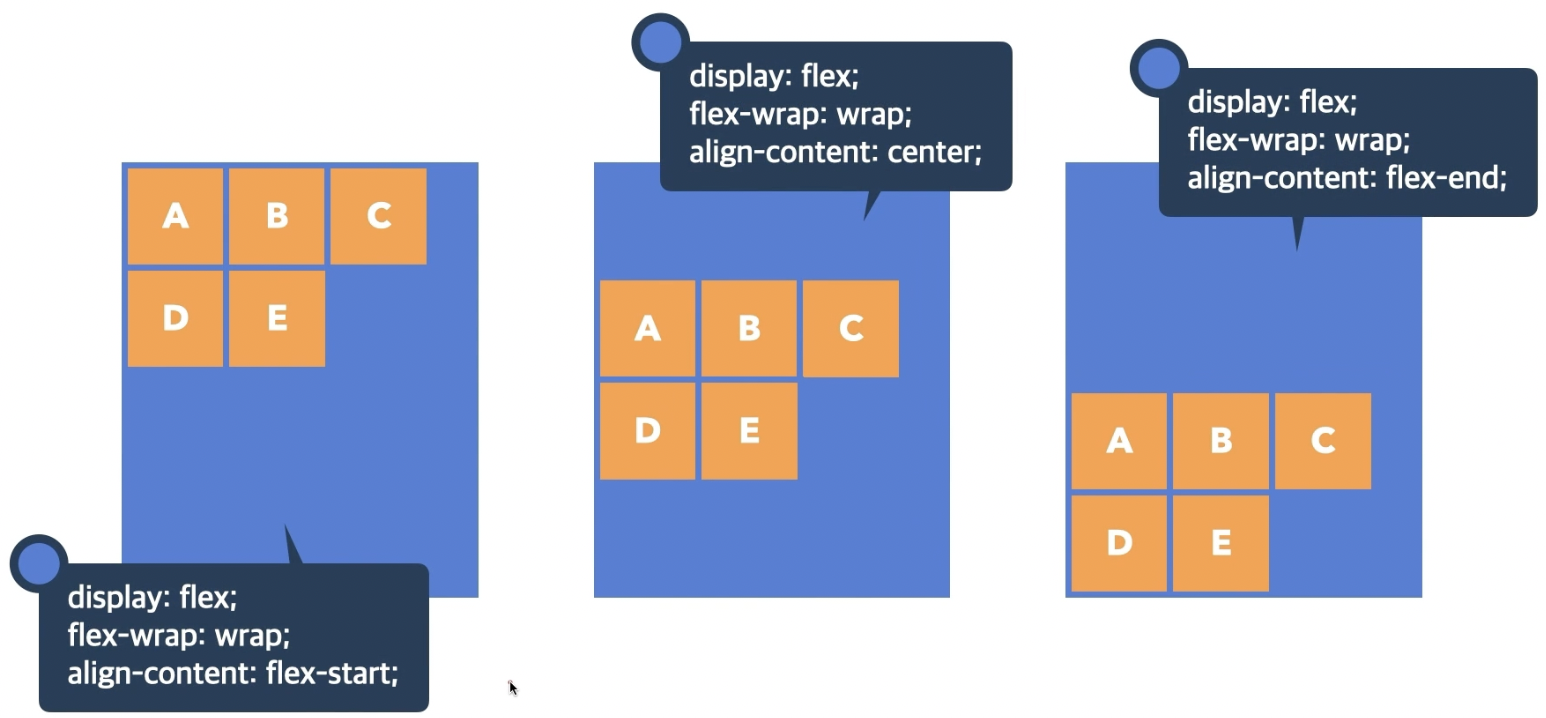 A B C
D E
display: flex;
flex-wrap: wrap;
align-content: flex-start;
display: flex;
flex-wrap: wrap;
align-content: center;
A B C
D E
display: flex;
flex-wrap: wrap;
align-content: flex-end;
A B C
D E